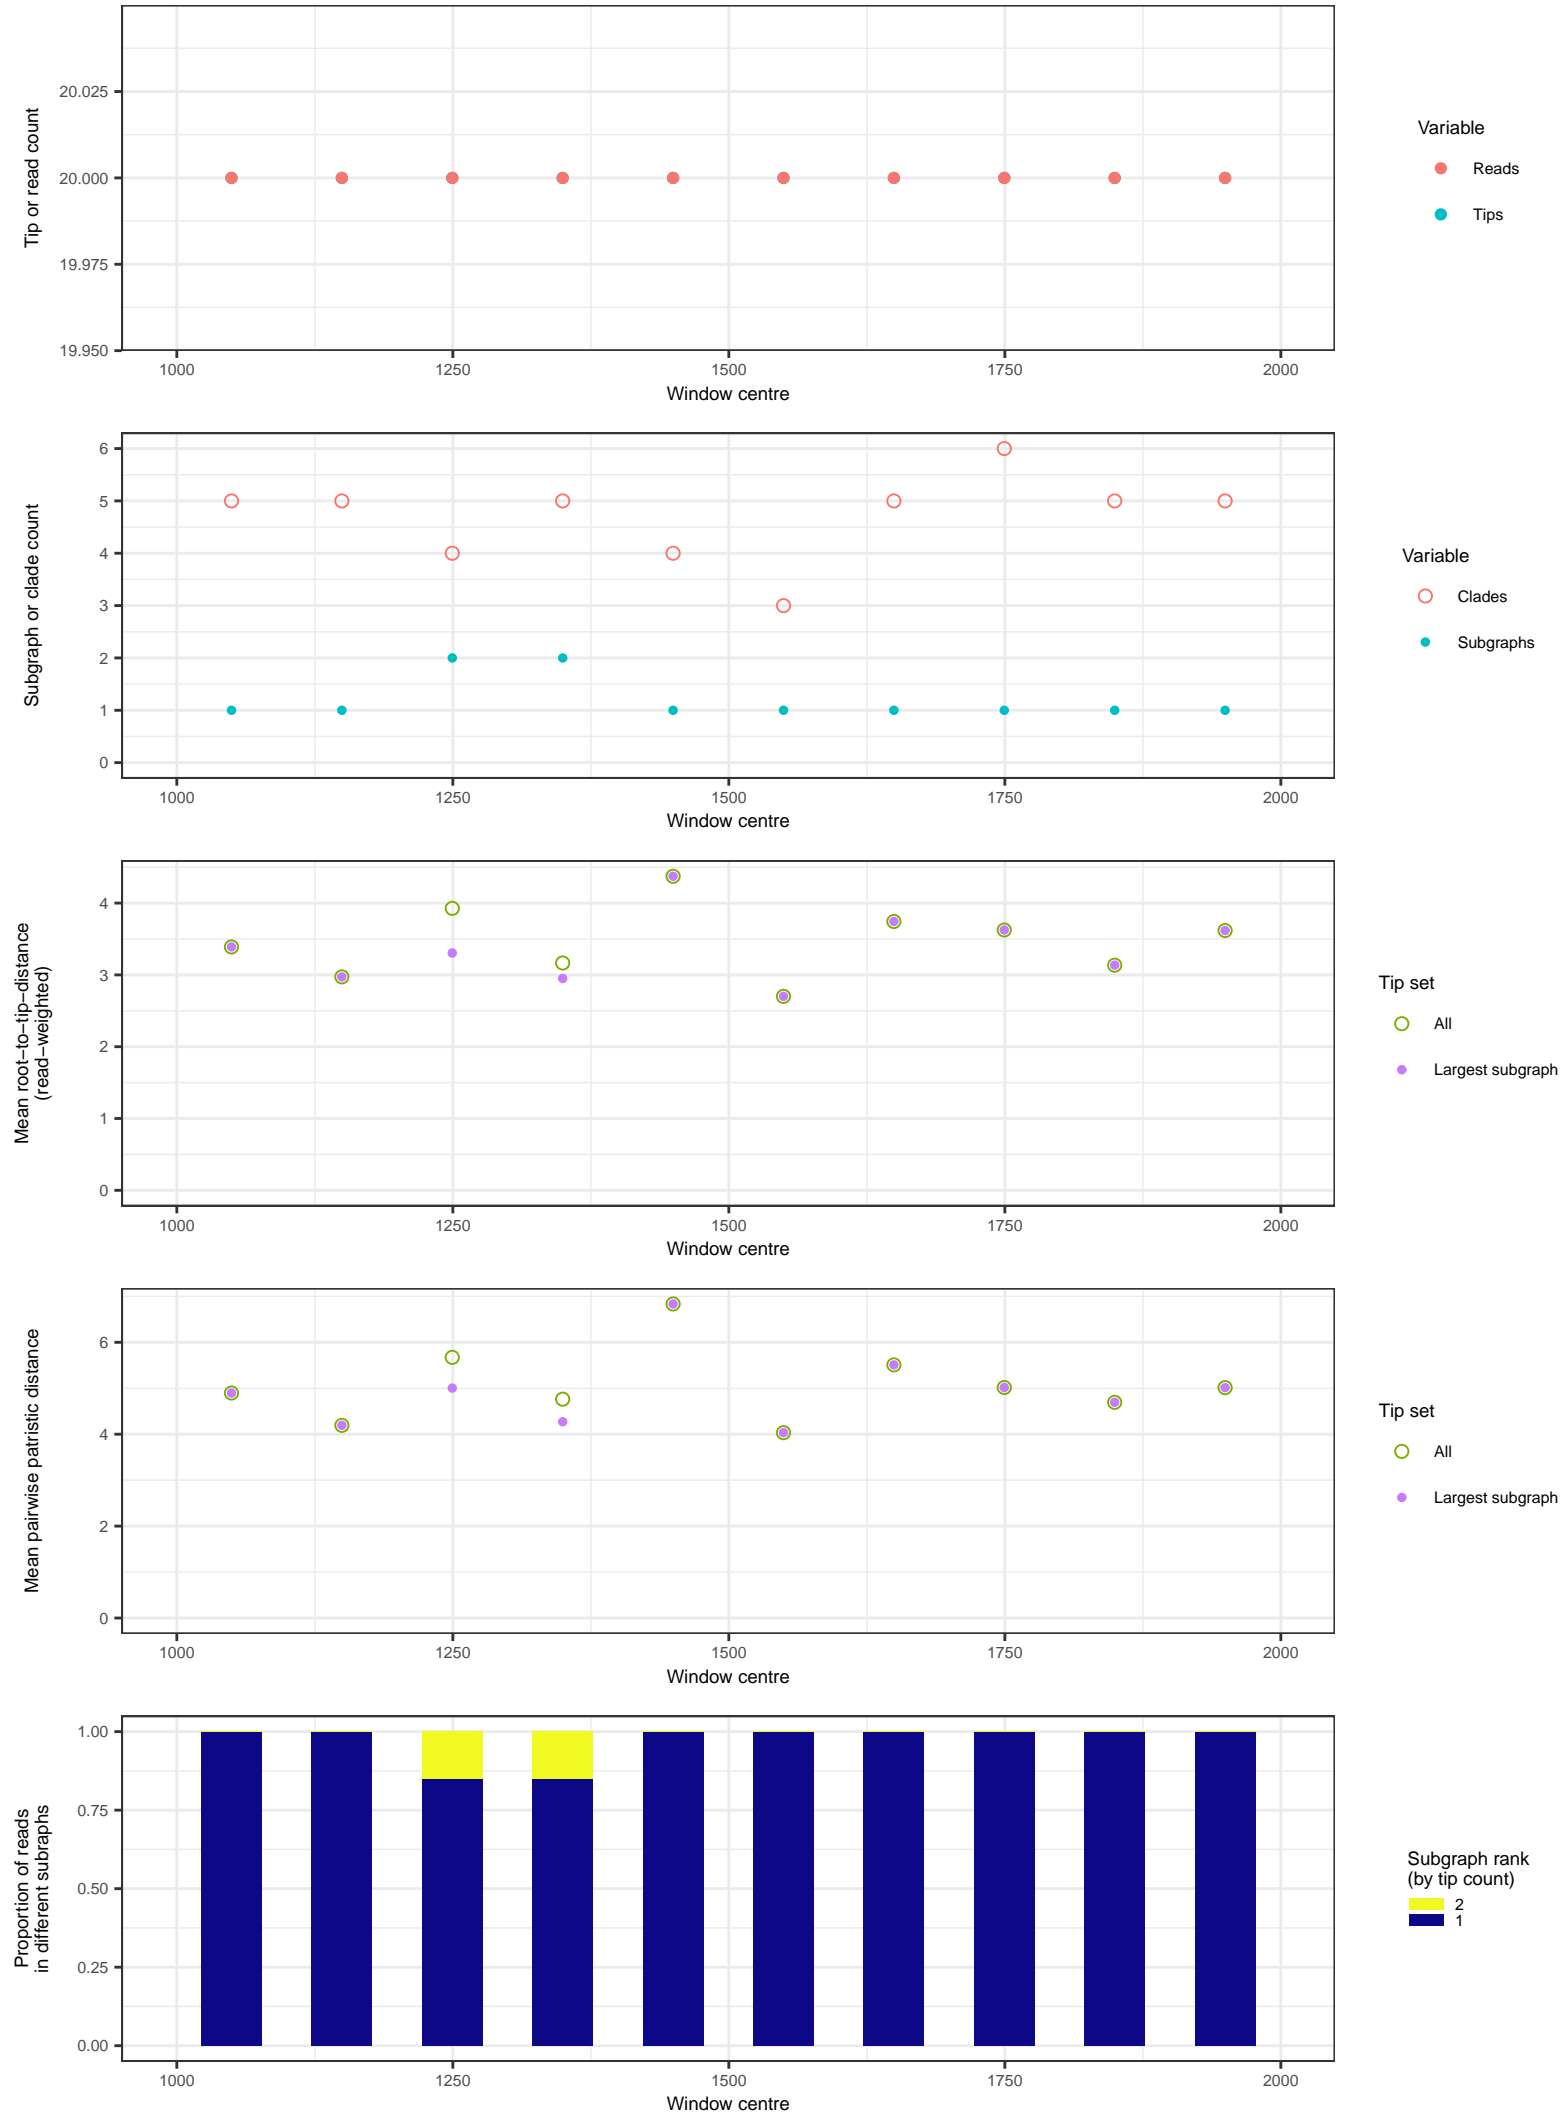 20.025
20.000
19.975
19.950
Tip or read count
1000 1250 1500 1750 2000
Window centre
Variable
Reads
Tips
6
5
4
3
2
1
0
Subgraph or clade count
1000 1250 1500 1750 2000
Window centre
Variable
Clades
Subgraphs
4
3
2
1
0
Mean root−to−tip−distance
(read−weighted)
1000 1250 1500 1750 2000
Window centre
Tip set
All
Largest subgraph
6
4
2
0
Mean pairwise patristic distance
1000 1250 1500 1750 2000
Window centre
Tip set
All
Largest subgraph
1.00
0.75
0.50
0.25
0.00
Proportion of reads
in different subraphs
1000 1250 1500 1750 2000
Window centre
Subgraph rank
(by tip count)
2
1